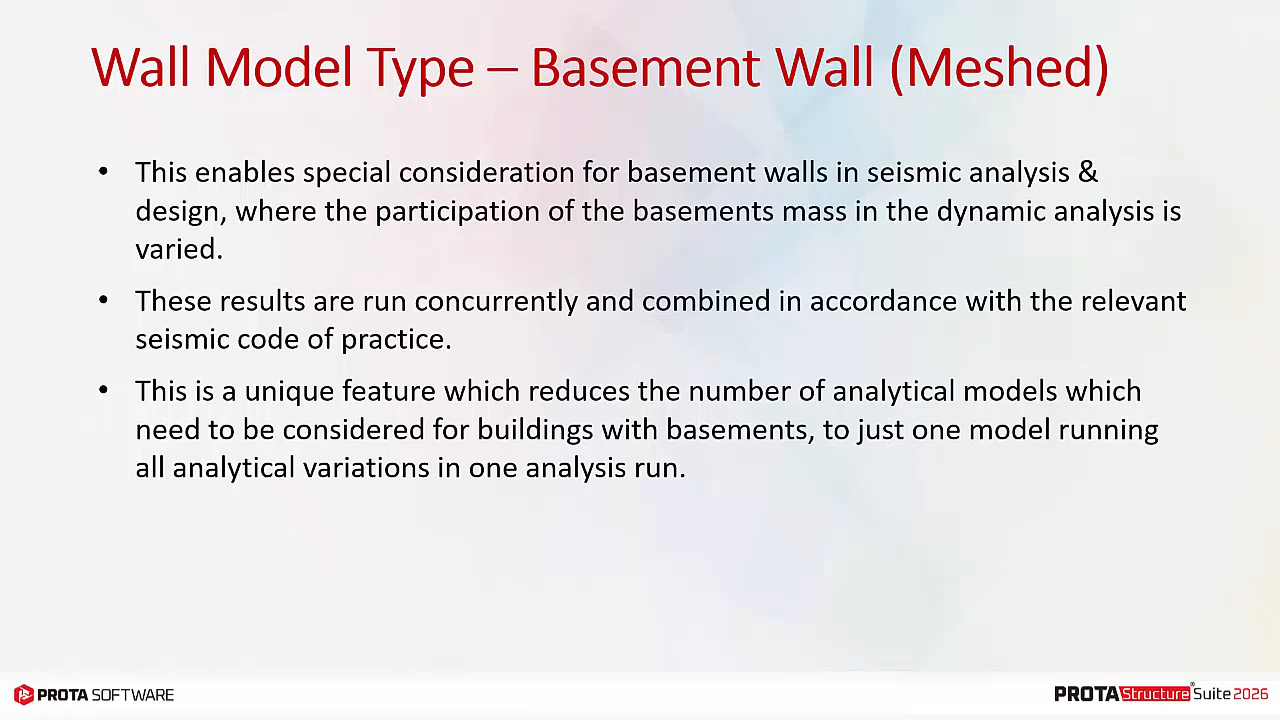 Wall Model Type – Basement Wall (Meshed)
• This enables special consideration for basement walls in seismic analysis &
design, where the participation of the basements mass in the dynamic analysis is
varied.
• These results are run concurrently and combined in accordance with the relevant
seismic code of practice.
• This is a unique feature which reduces the number of analytical models which
need to be considered for buildings with basements, to just one model running
all analytical variations in one analysis run.
PROTA SOFTWARE
PROTAStructure®Suite2026